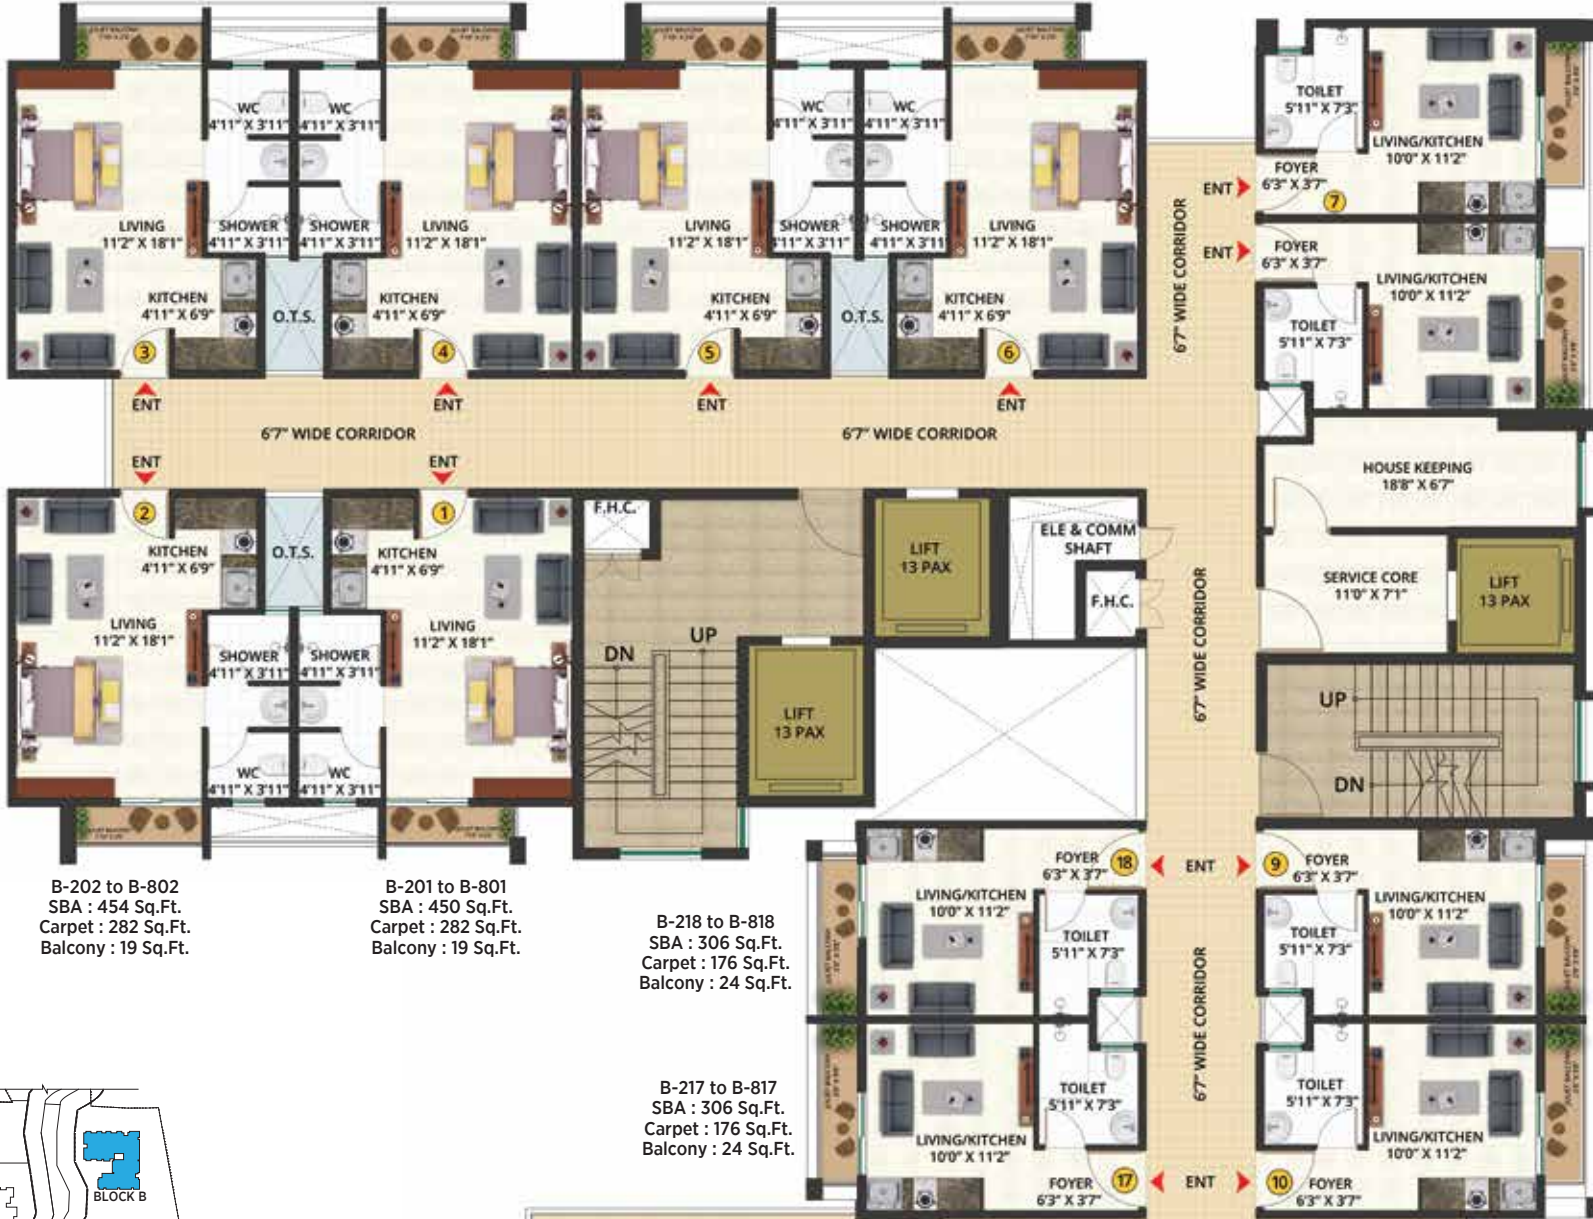 WC
4'11" X 3'11"
WC
4'11" X 3'11"
WC
4'11" X 3'11"
WC
4'11" X 3'11"
TOILET
5'11" X 7'3"
LIVING/KITCHEN
10'0" X 11'2"
FOYER
6'3" X 3'7"
ENT
7
LIVING
11'2" X 18'1"
SHOWER
4'11" X 3'11"
SHOWER
4'11" X 3'11"
LIVING
11'2" X 18'1"
LIVING
11'2" X 18'1"
SHOWER
4'11" X 3'11"
SHOWER
4'11" X 3'11"
LIVING
11'2" X 18'1"
6'7" WIDE CORRIDOR
ENT
FOYER
6'3" X 3'7"
LIVING/KITCHEN
10'0" X 11'2"
TOILET
5'11" X 7'3"
KITCHEN
4'11" X 6'9"
O.T.S.
KITCHEN
4'11" X 6'9"
KITCHEN
4'11" X 6'9"
O.T.S.
KITCHEN
4'11" X 6'9"
3
4
5
6
ENT
ENT
ENT
ENT
6'7" WIDE CORRIDOR
6'7" WIDE CORRIDOR
ENT
ENT
HOUSE KEEPING
18'8" X 6'7"
2
1
KITCHEN
4'11" X 6'9"
O.T.S.
KITCHEN
4'11" X 6'9"
F.H.C.
LIFT
13 PAX
ELE & COMM
SHAFT
F.H.C.
6'7" WIDE CORRIDOR
SERVICE CORE
11'0" X 7'1"
LIFT
13 PAX
LIVING
11'2" X 18'1"
SHOWER
4'11" X 3'11"
SHOWER
4'11" X 3'11"
LIVING
11'2" X 18'1"
DN
UP
LIFT
13 PAX
UP
DN
WC
4'11" X 3'11"
WC
4'11" X 3'11"
B-202 to B-802
SBA : 454 Sq.Ft.
Carpet : 282 Sq.Ft.
Balcony : 19 Sq.Ft.
B-201 to B-801
SBA : 450 Sq.Ft.
Carpet : 282 Sq.Ft.
Balcony : 19 Sq.Ft.
B-218 to B-818
SBA : 306 Sq.Ft.
Carpet : 176 Sq.Ft.
Balcony : 24 Sq.Ft.
FOYER
6'3" X 3'7"
18
ENT
9
FOYER
6'3" X 3'7"
LIVING/KITCHEN
10'0" X 11'2"
TOILET
5'11" X 7'3"
TOILET
5'11" X 7'3"
LIVING/KITCHEN
10'0" X 11'2"
6'7" WIDE CORRIDOR
B-217 to B-817
SBA : 306 Sq.Ft.
Carpet : 176 Sq.Ft.
Balcony : 24 Sq.Ft.
TOILET
5'11" X 7'3"
TOILET
5'11" X 7'3"
LIVING/KITCHEN
10'0" X 11'2"
LIVING/KITCHEN
10'0" X 11'2"
FOYER
6'3" X 3'7"
17
ENT
10
FOYER
6'3" X 3'7"
BLOCK B